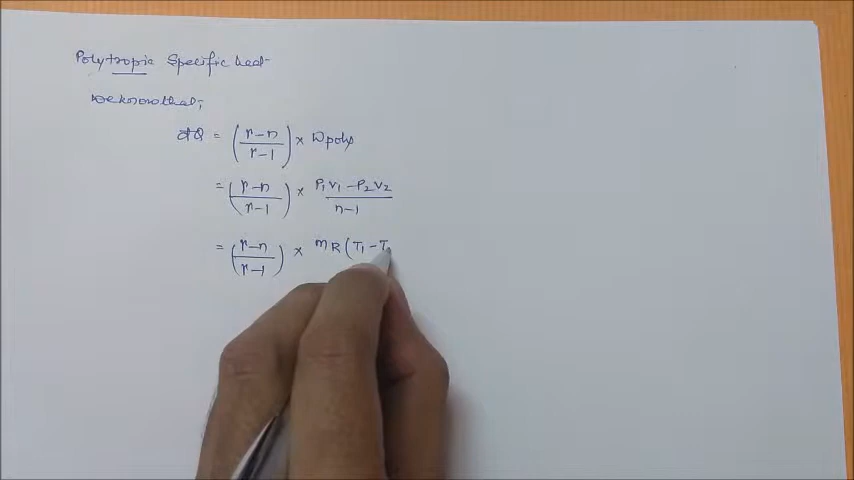 Polytropic Specific heat
We know that;
dQ = (γ-n / γ-1) × Wpoly
= (γ-n / γ-1) × P₁V₁ - P₂V₂ / n-1
= (γ-n / γ-1) × mR(T₁ - T